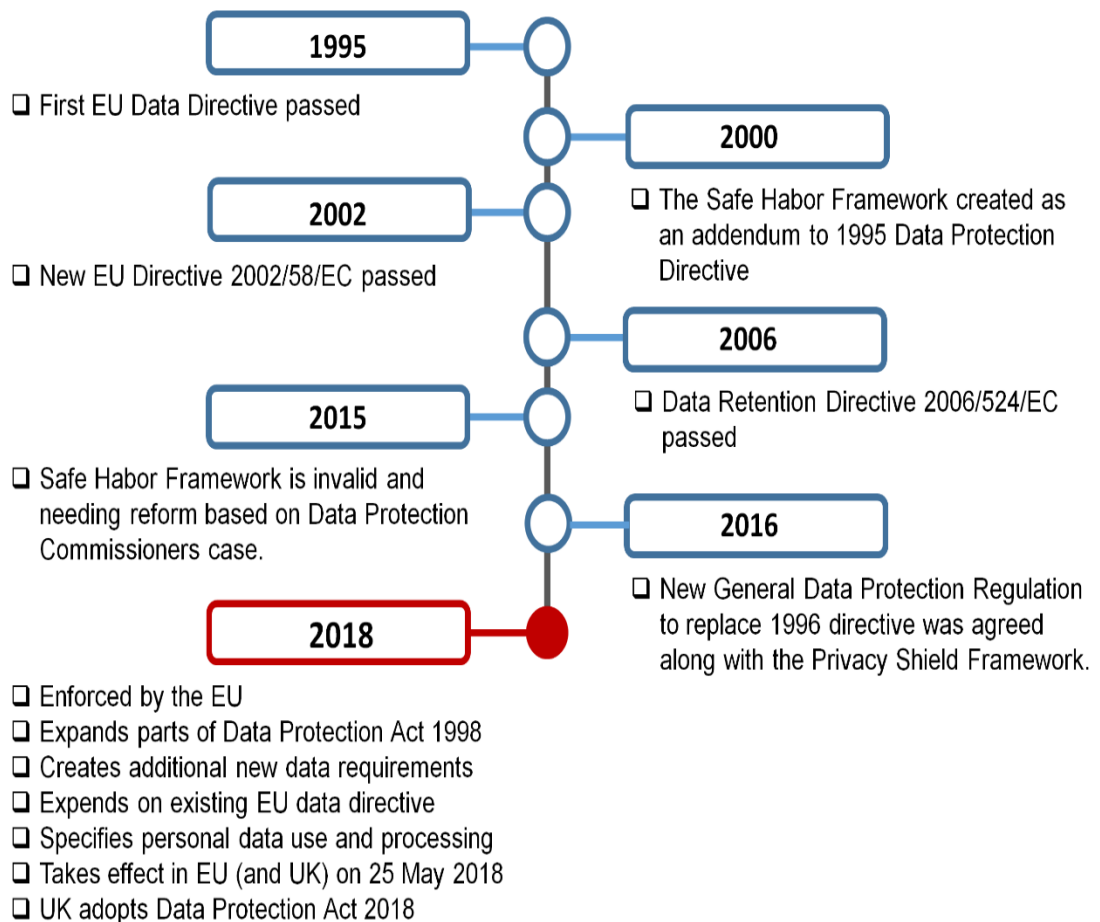 1995
❑ First EU Data Directive passed
2000
❑ The Safe Habor Framework created as
an addendum to 1995 Data Protection
Directive
2002
❑ New EU Directive 2002/58/EC passed
2006
❑ Data Retention Directive 2006/524/EC
passed
2015
❑ Safe Habor Framework is invalid and
needing reform based on Data Protection
Commissioners case.
2016
❑ New General Data Protection Regulation
to replace 1996 directive was agreed
along with the Privacy Shield Framework.
2018
❑ Enforced by the EU
❑ Expands parts of Data Protection Act 1998
❑ Creates additional new data requirements
❑ Expends on existing EU data directive
❑ Specifies personal data use and processing
❑ Takes effect in EU (and UK) on 25 May 2018
❑ UK adopts Data Protection Act 2018